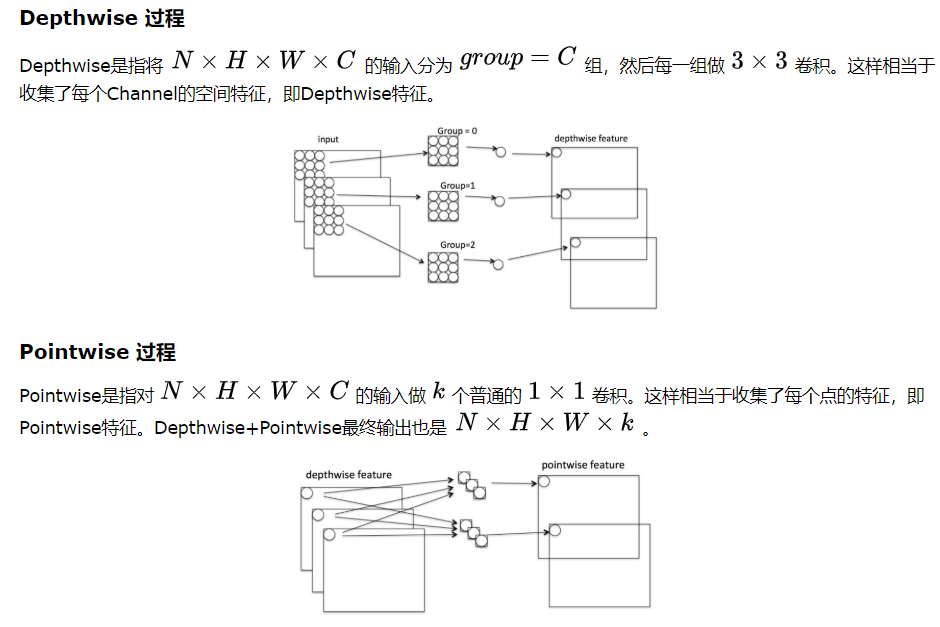 Depthwise 过程
Depthwise是指将 N × H × W × C 的输入分为 group = C 组，然后每一组做 3 × 3 卷积。这样相当于
收集了每个Channel的空间特征，即Depthwise特征。
input
Group = 0
depthwise feature
Group=1
Group=2
Pointwise 过程
Pointwise是指对 N × H × W × C 的输入做 k 个普通的 1 × 1 卷积。这样相当于收集了每个点的特征，即
Pointwise特征。Depthwise+Pointwise最终输出也是 N × H × W × k 。
depthwise feature
pointwise feature